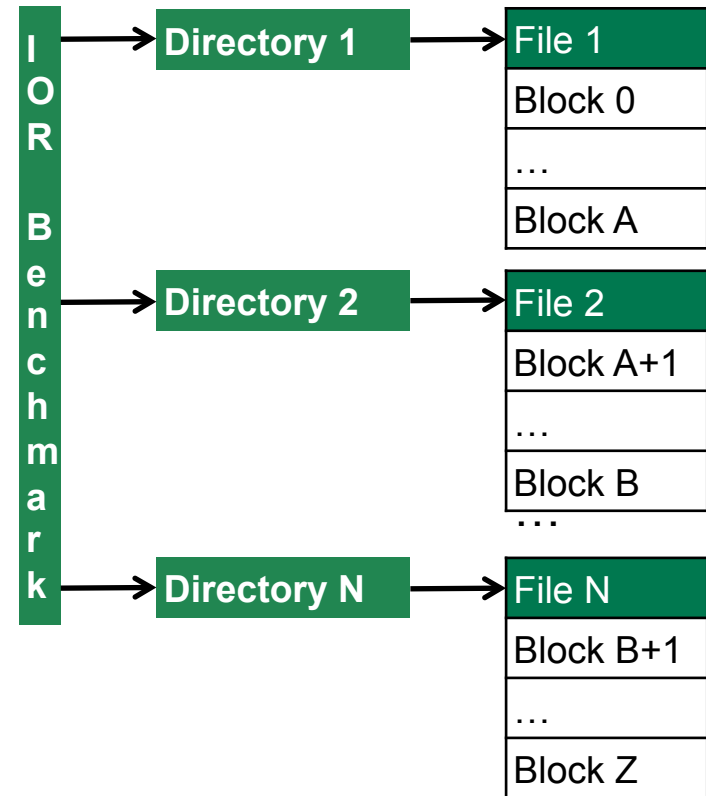 IOR Benchmark
Directory 1
File 1
Block 0
…
Block A
Directory 2
File 2
Block A+1
…
Block B
…
Directory N
File N
Block B+1
…
Block Z